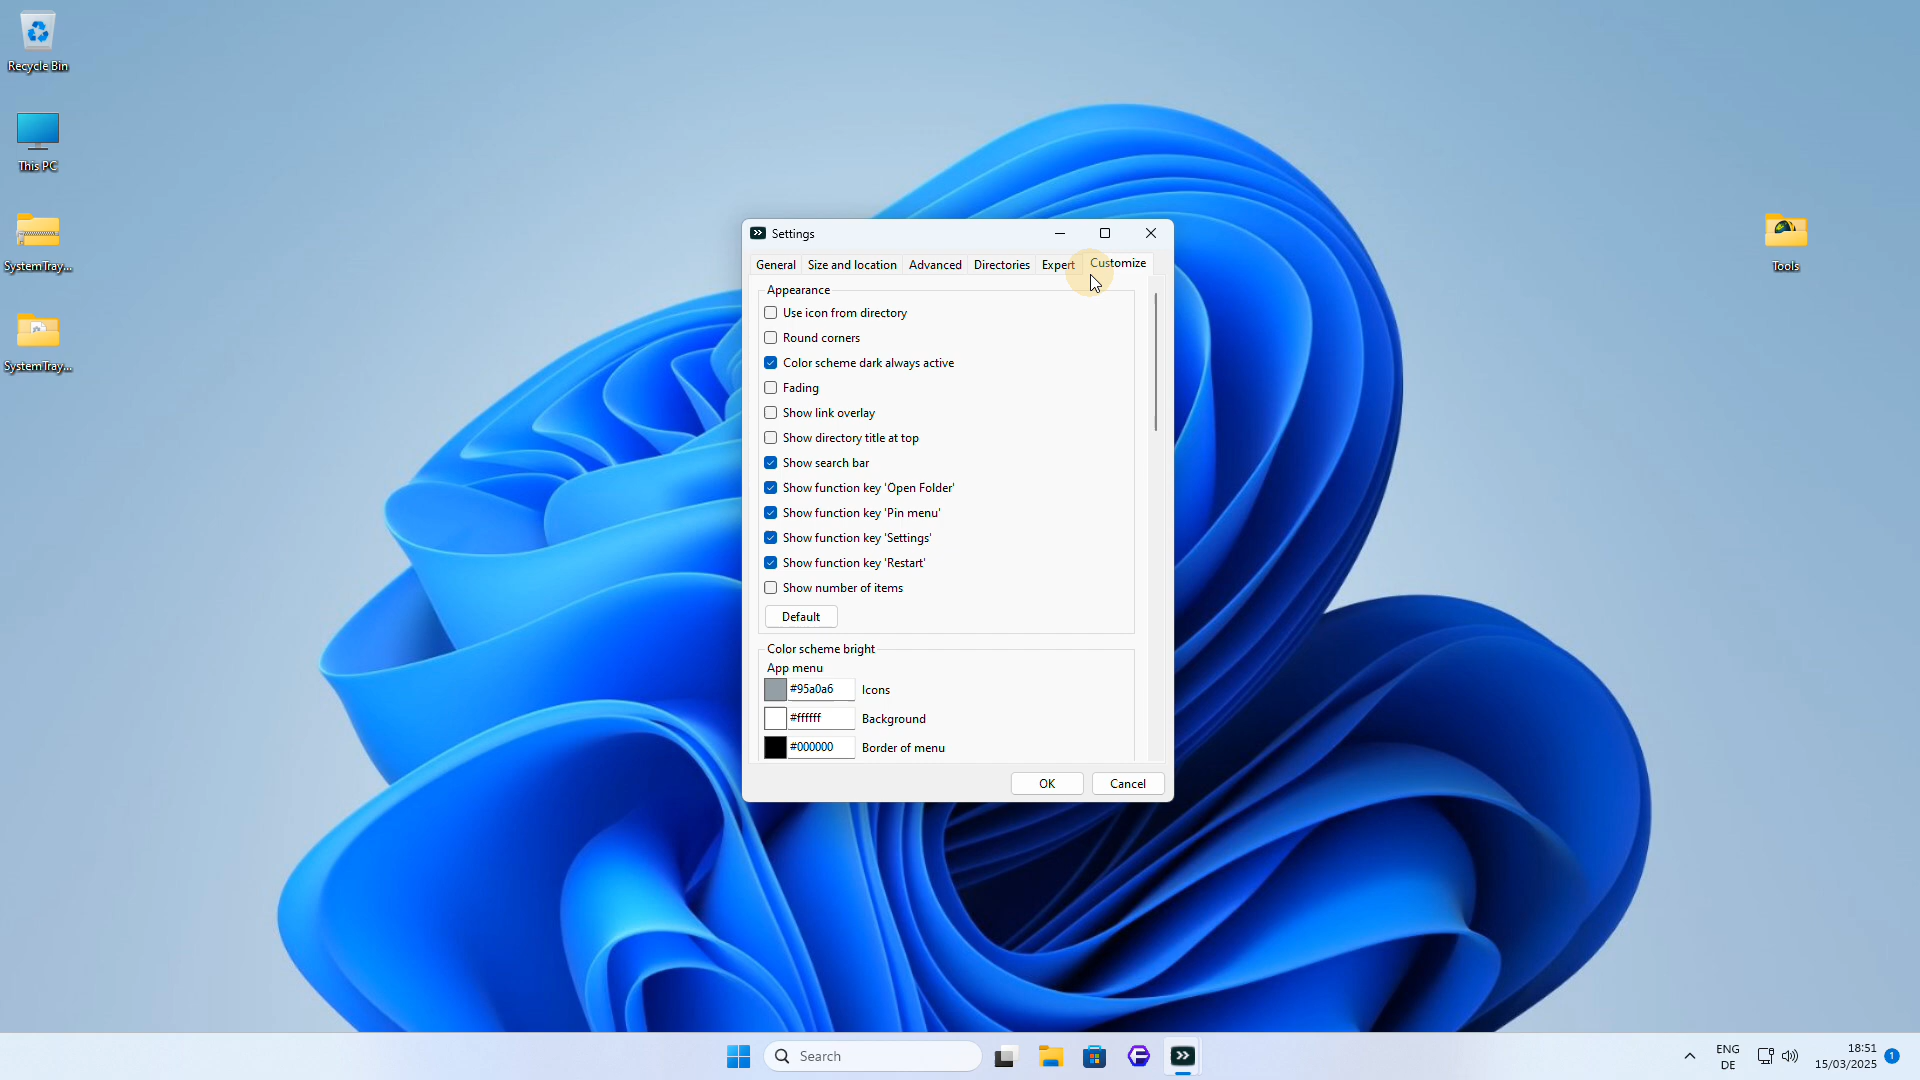 Recycle Bin
This PC
SystemTray...
SystemTray...
Tools
Settings
General
Size and location
Advanced
Directories
Expert
Customize
Appearance
Use icon from directory
Round corners
Color scheme dark always active
Fading
Show link overlay
Show directory title at top
Show search bar
Show function key 'Open Folder'
Show function key 'Pin menu'
Show function key 'Settings'
Show function key 'Restart'
Show number of items
Default
Color scheme bright
App menu
#95a0a6 Icons
#ffffff Background
#000000 Border of menu
OK
Cancel
Search
ENG
DE
18:51
15/03/2025
1